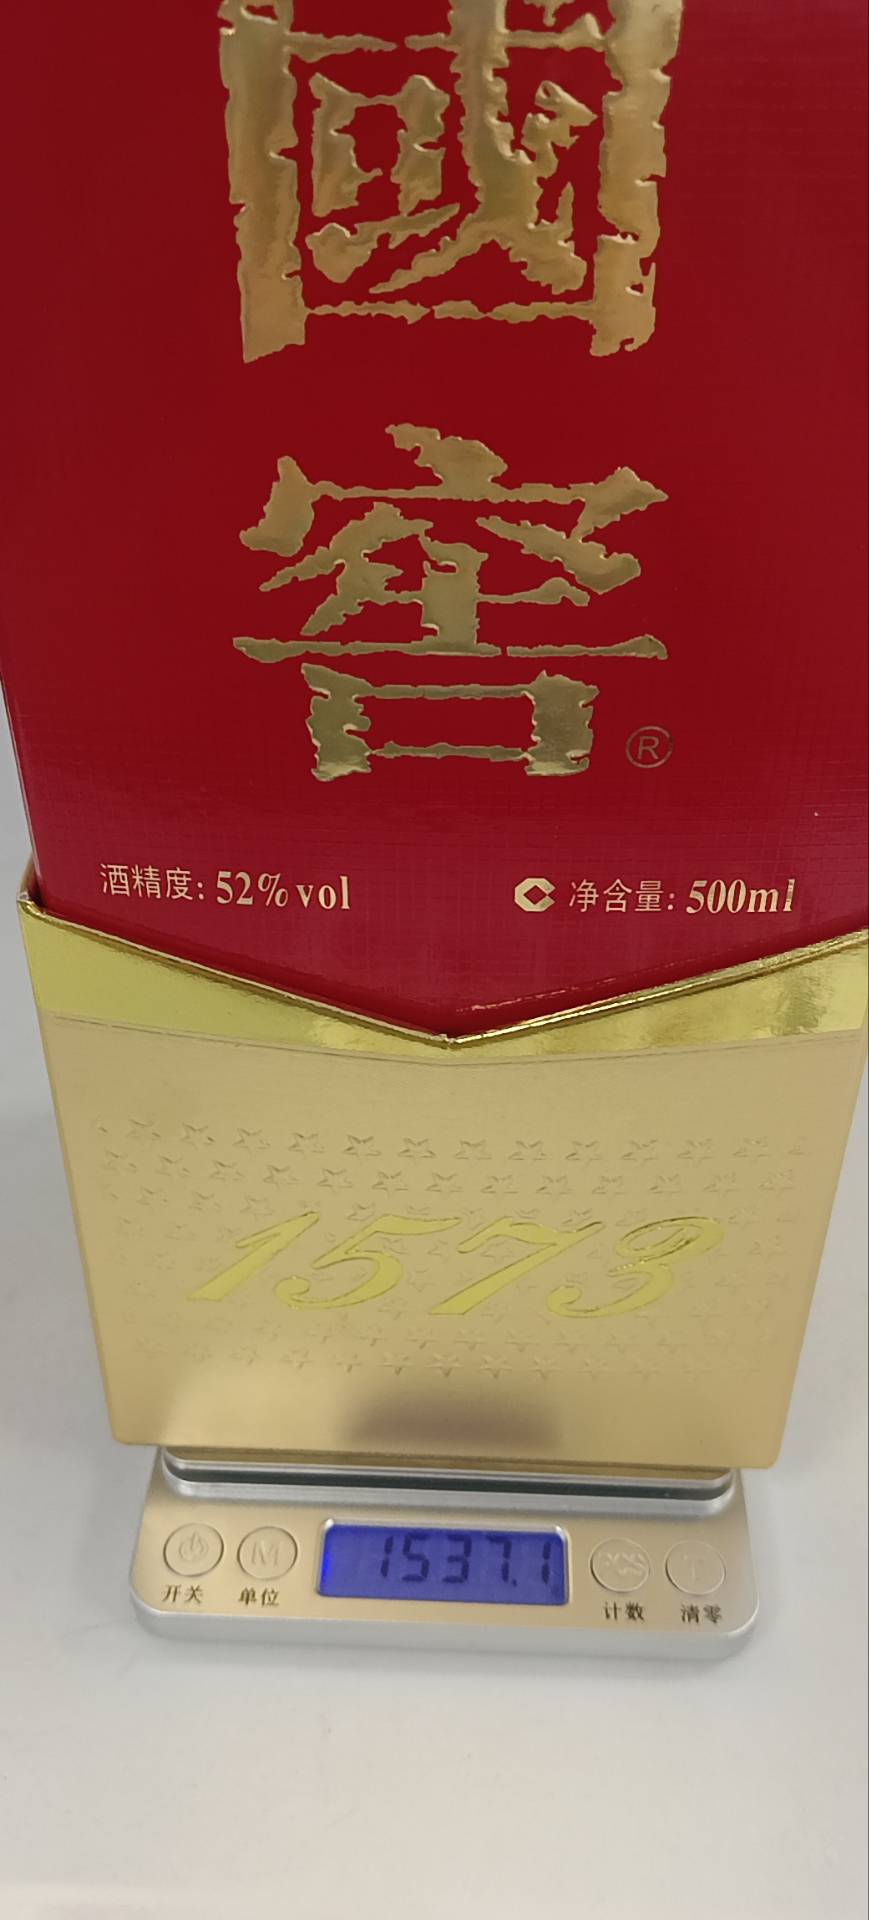 國
窖
®
酒精度: 52%vol
净含量: 500ml
1573
1537.1
M
T
开关
单位
计数
清零